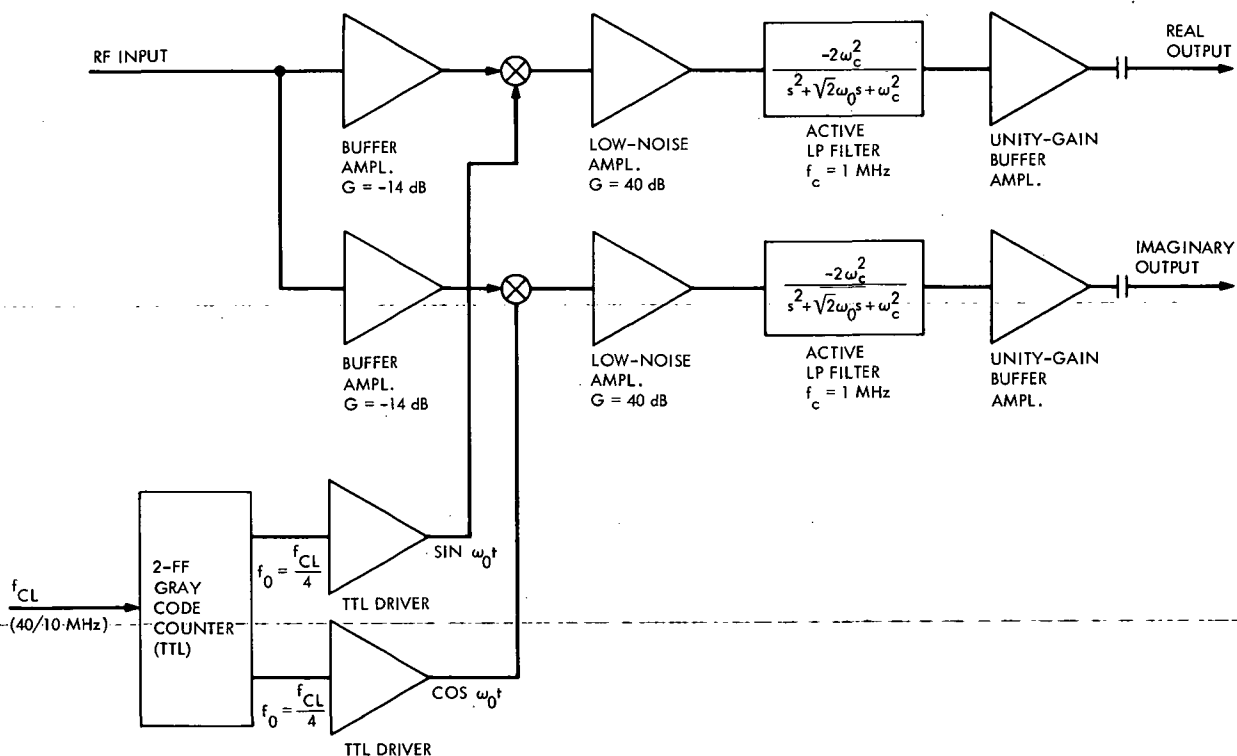 RF INPUT
BUFFER
AMPL.
G = -14 dB
LOW-NOISE
AMPL.
G = 40 dB
-2ω_c^2
s^2+√2ω_0s+ω_c^2
ACTIVE
LP FILTER
f_c = 1 MHz
UNITY-GAIN
BUFFER
AMPL.
REAL
OUTPUT
BUFFER
AMPL.
G = -14 dB
LOW-NOISE
AMPL.
G = 40 dB
-2ω_c^2
s^2+√2ω_0s+ω_c^2
ACTIVE
LP FILTER
f_c = 1 MHz
UNITY-GAIN
BUFFER
AMPL.
IMAGINARY
OUTPUT
f_CL
(40/10 MHz)
2-FF
GRAY
CODE
COUNTER
(TTL)
f_0 = f_CL/4
TTL DRIVER
SIN ω_0t
f_0 = f_CL/4
TTL DRIVER
COS ω_0t